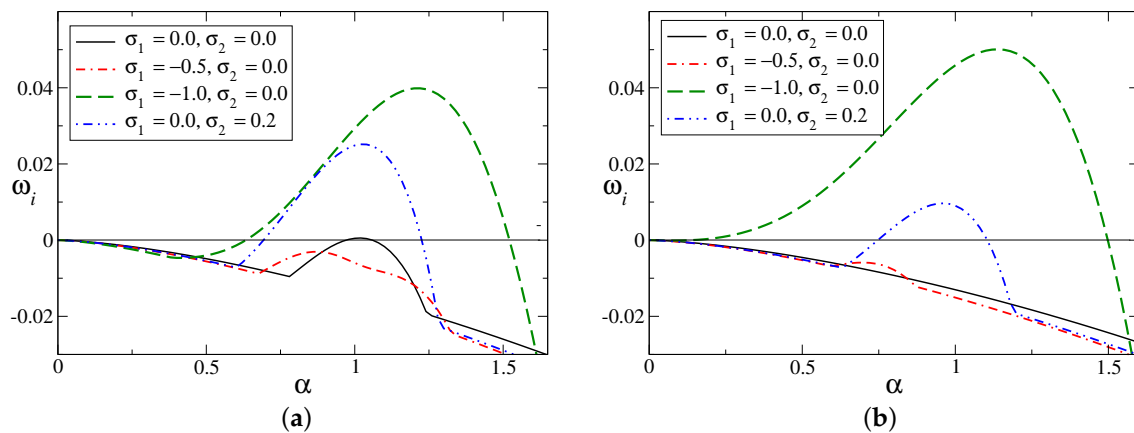 σ₁ = 0.0, σ₂ = 0.0
σ₁ = −0.5, σ₂ = 0.0
σ₁ = −1.0, σ₂ = 0.0
σ₁ = 0.0, σ₂ = 0.2
0.04
0.02
0
-0.02
ωᵢ
0 0.5 1 1.5
α
(a)
σ₁ = 0.0, σ₂ = 0.0
σ₁ = −0.5, σ₂ = 0.0
σ₁ = −1.0, σ₂ = 0.0
σ₁ = 0.0, σ₂ = 0.2
0.04
0.02
0
-0.02
ωᵢ
0 0.5 1 1.5
α
(b)